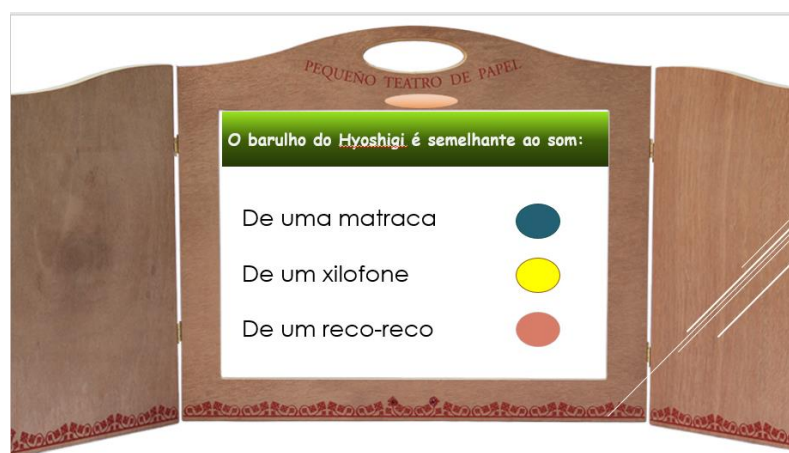 PEQUEÑO TEATRO DE PAPEL
O barulho do Hyoshigi é semelhante ao som:
De uma matraca
De um xilofone
De um reco-reco